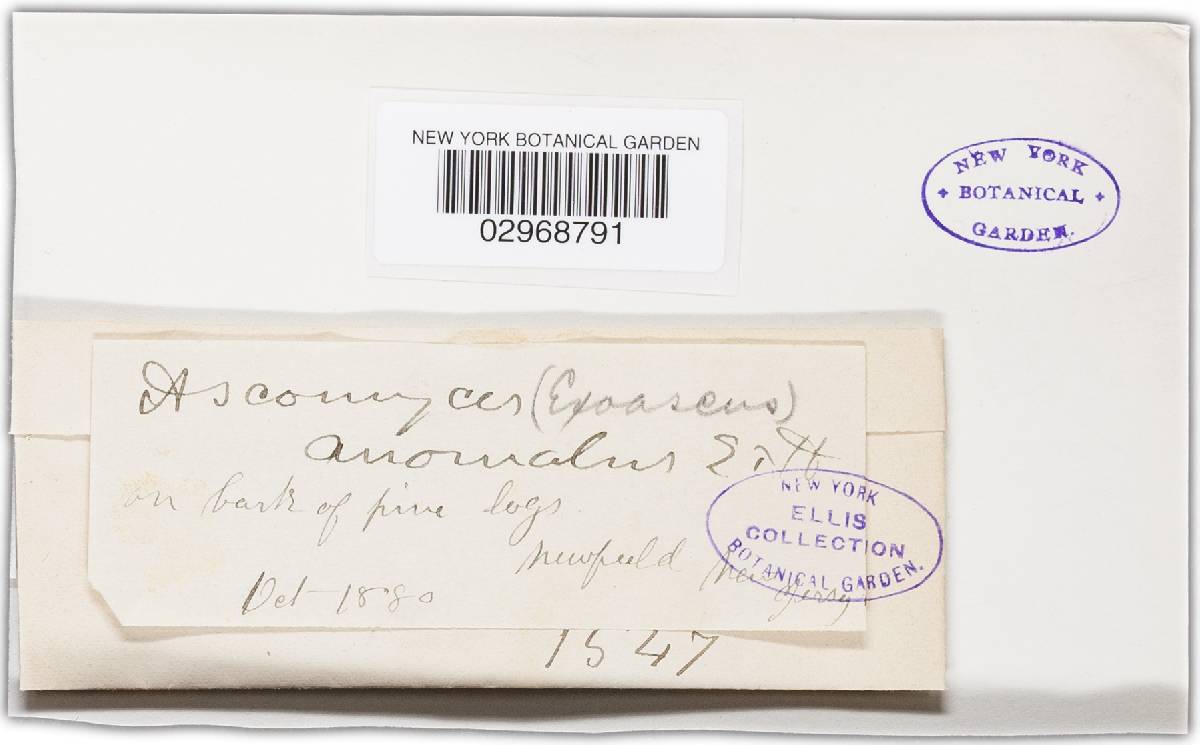 NEW YORK BOTANICAL GARDEN
02968791
NEW YORK
BOTANICAL
GARDEN.
Ascomyces (Exoascus)
anomalus E & H
on bark of pine logs
Newfield New Jersey
Oct 1880
NEW YORK
ELLIS
COLLECTION
BOTANICAL GARDEN.
1547